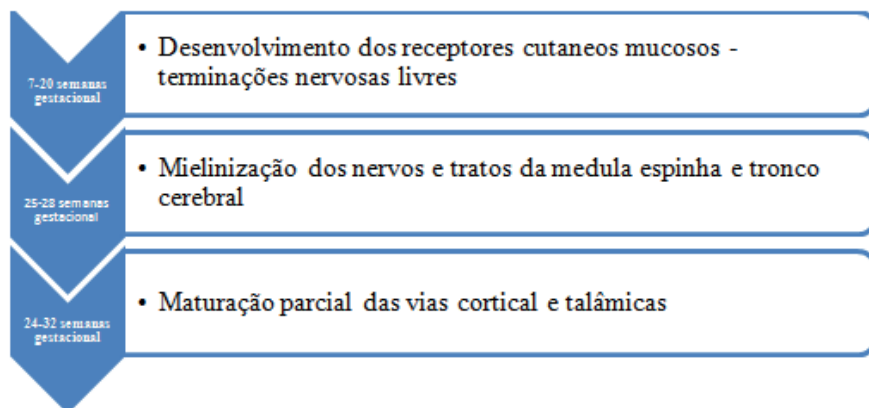 7-20 semanas
gestacional
• Desenvolvimento dos receptores cutaneos mucosos -
terminações nervosas livres
25-28 semanas
gestacional
• Mielinização dos nervos e tratos da medula espinha e tronco
cerebral
24-32 semanas
gestacional
• Maturação parcial das vias cortical e talâmicas